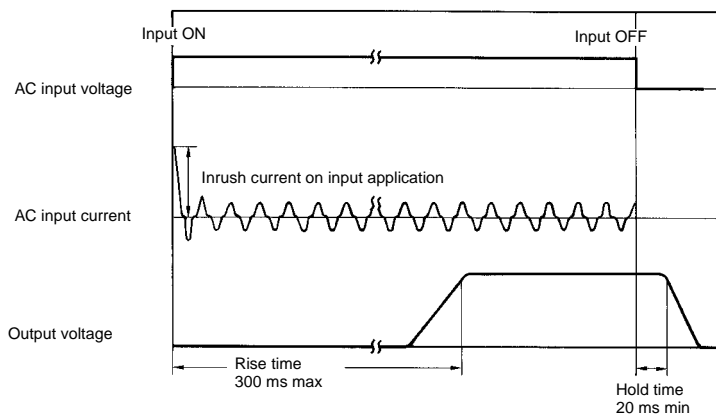 Input ON
Input OFF
AC input voltage
Inrush current on input application
AC input current
Output voltage
Rise time
300 ms max
Hold time
20 ms min